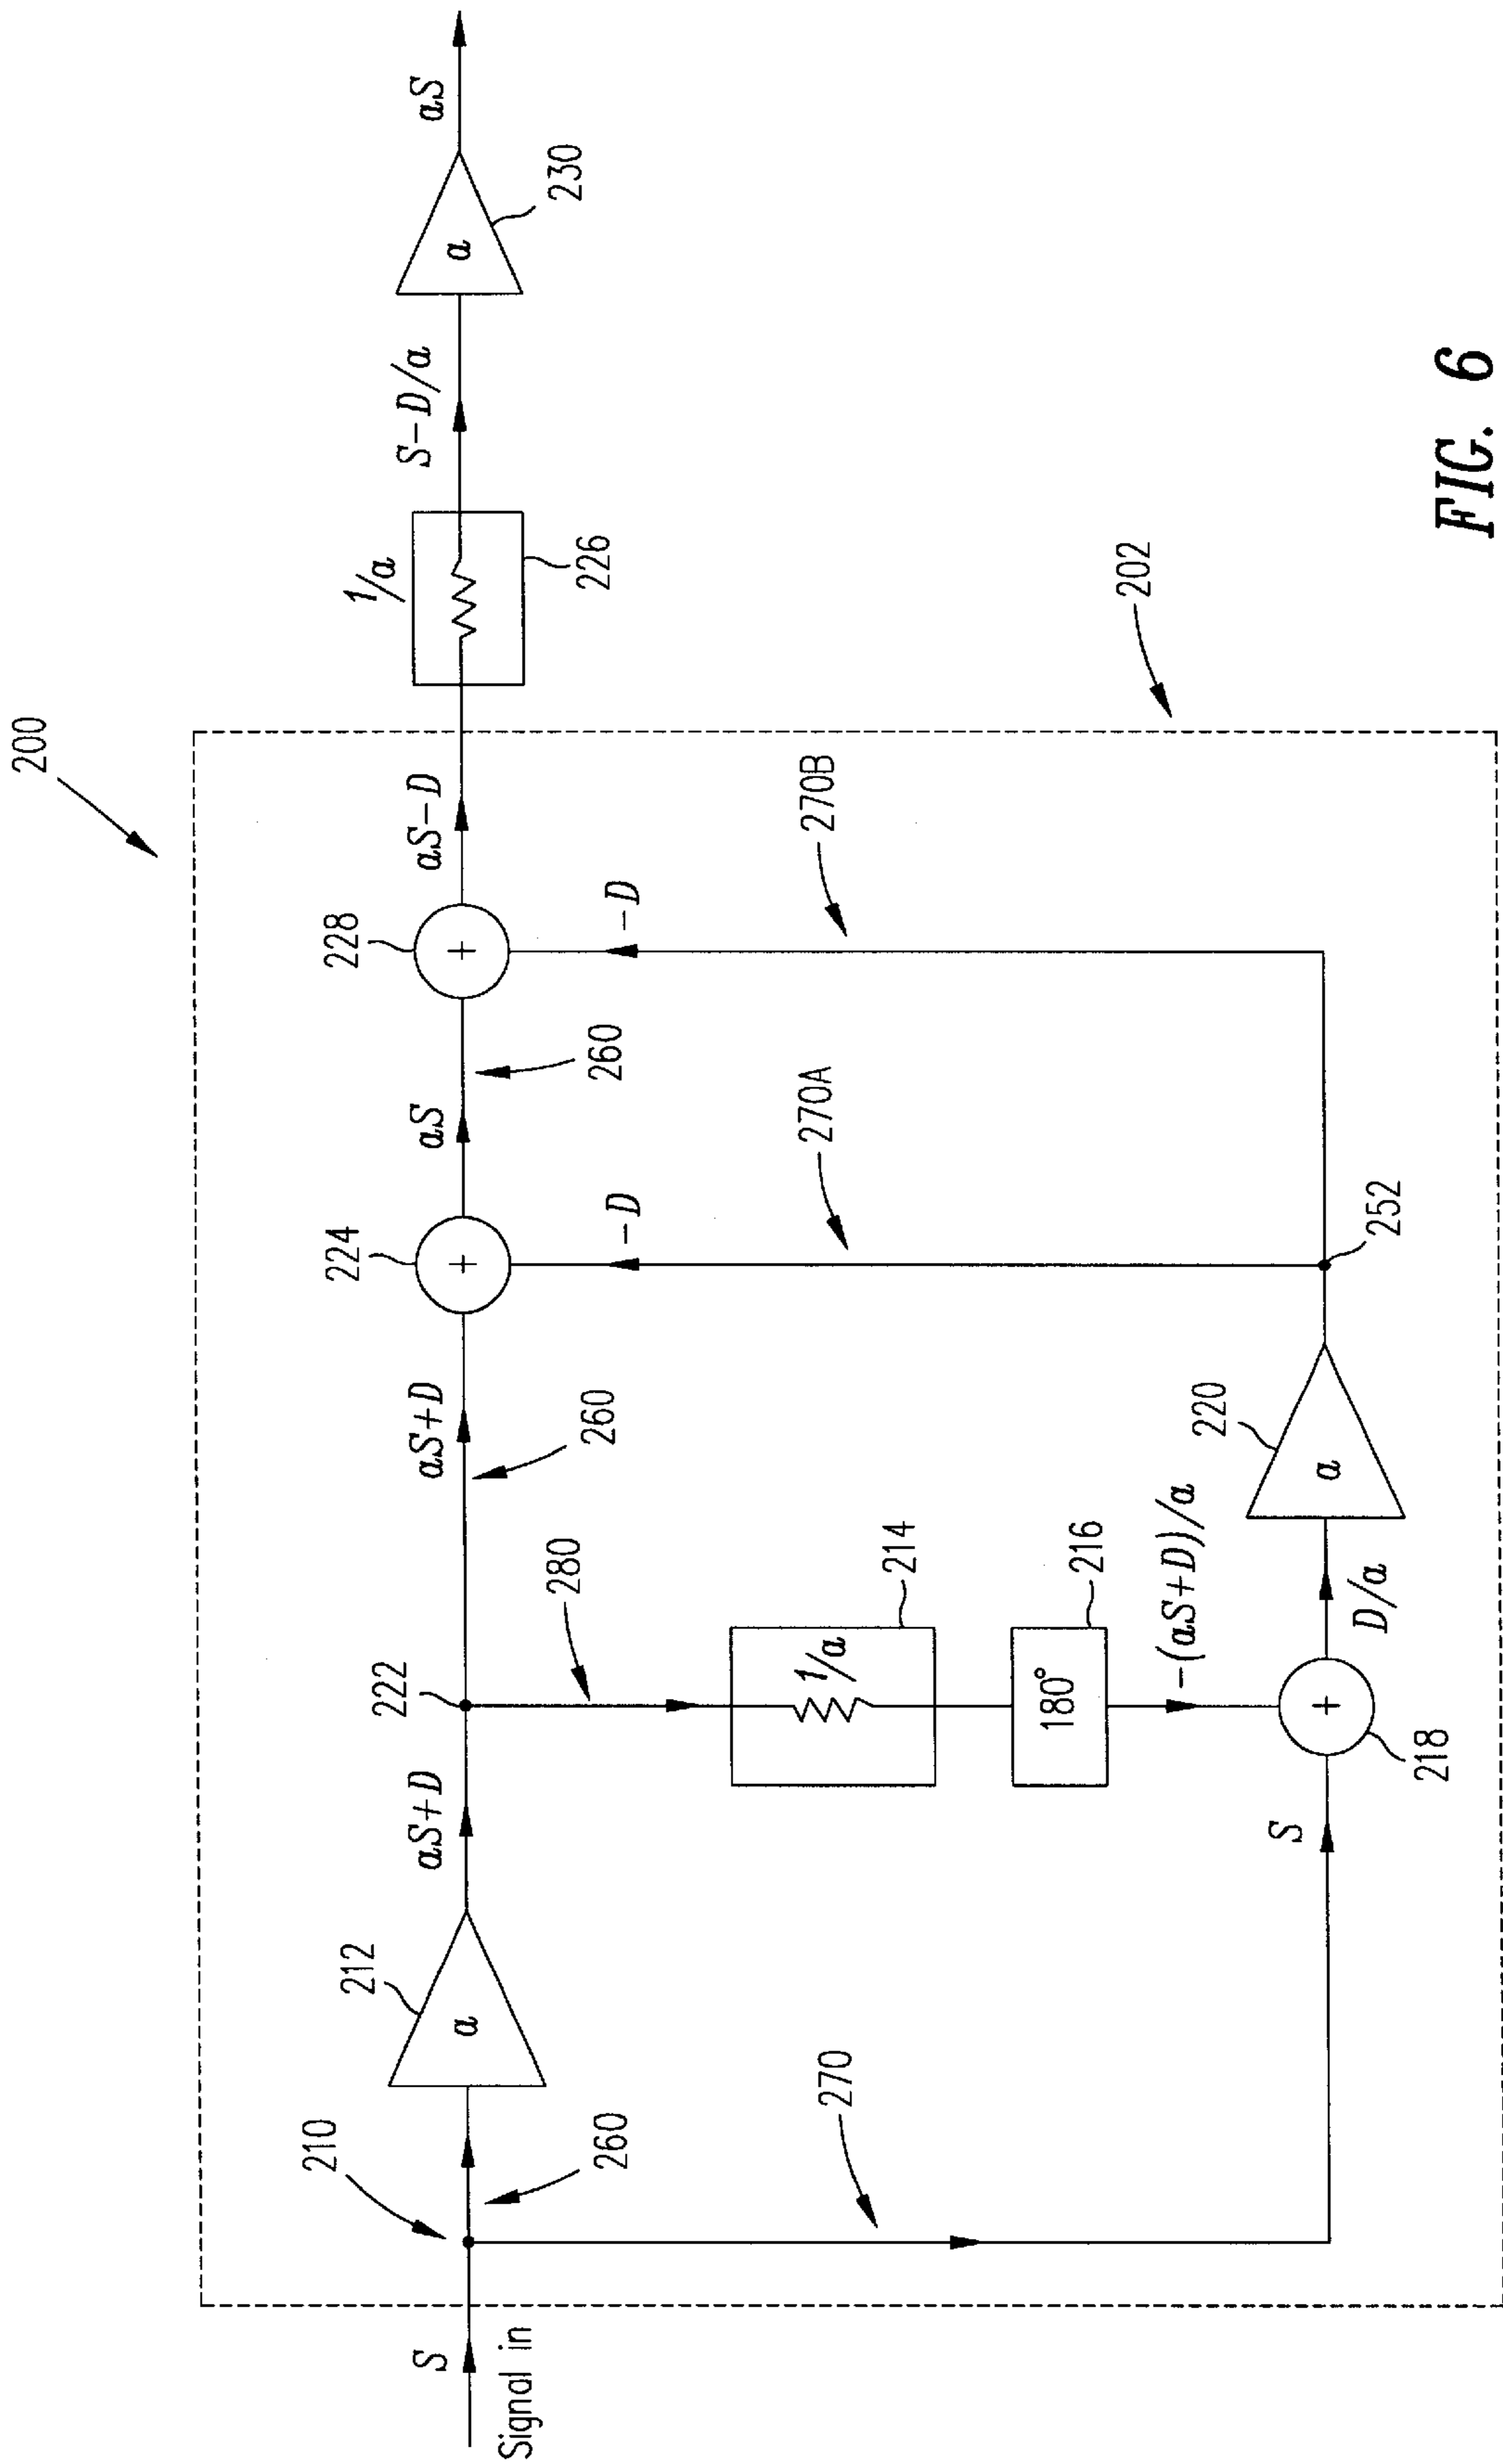 200
202
S
Signal in
210
260
212
a
aS+D
222
aS+D
260
224
aS
260
228
aS−D
1/a
226
S−D/a
a
230
aS
280
1/a
214
180°
216
−(aS+D)/a
270
S
218
D/a
220
a
252
−D
270A
−D
270B
FIG. 6